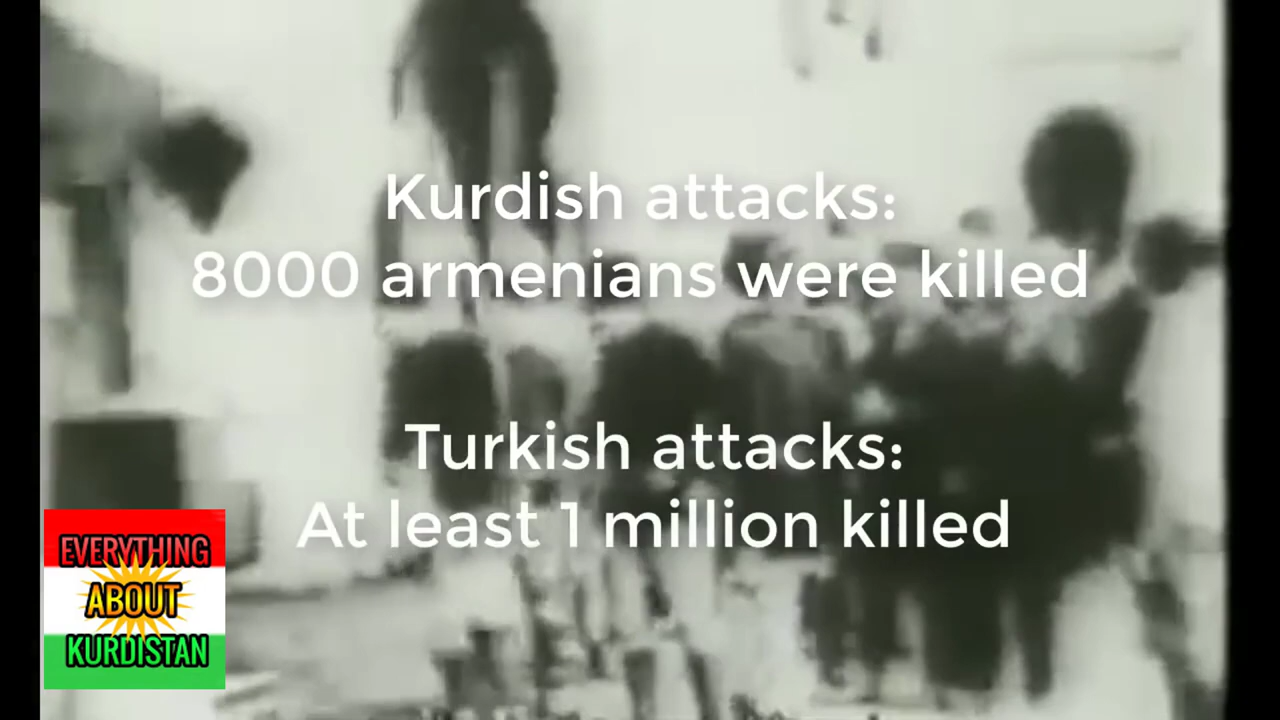 Kurdish attacks:
8000 armenians were killed
Turkish attacks:
At least 1 million killed
EVERYTHING
ABOUT
KURDISTAN